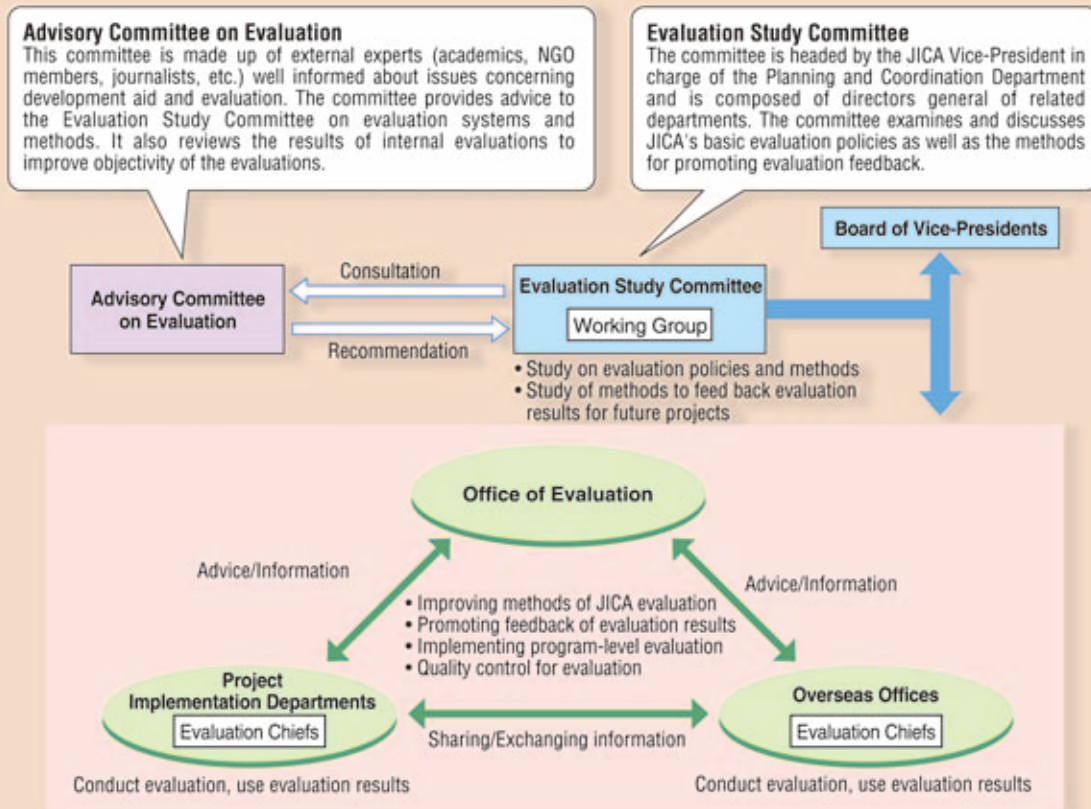 Advisory Committee on Evaluation
This committee is made up of external experts (academics, NGO
members, journalists, etc.) well informed about issues concerning
development aid and evaluation. The committee provides advice to
the Evaluation Study Committee on evaluation systems and
methods. It also reviews the results of internal evaluations to
improve objectivity of the evaluations.
Evaluation Study Committee
The committee is headed by the JICA Vice-President in
charge of the Planning and Coordination Department
and is composed of directors general of related
departments. The committee examines and discusses
JICA's basic evaluation policies as well as the methods
for promoting evaluation feedback.
Board of Vice-Presidents
Advisory Committee
on Evaluation
Consultation
Recommendation
Evaluation Study Committee
Working Group
• Study on evaluation policies and methods
• Study of methods to feed back evaluation
results for future projects
Office of Evaluation
Advice/Information
Advice/Information
• Improving methods of JICA evaluation
• Promoting feedback of evaluation results
• Implementing program-level evaluation
• Quality control for evaluation
Project
Implementation Departments
Evaluation Chiefs
Sharing/Exchanging information
Overseas Offices
Evaluation Chiefs
Conduct evaluation, use evaluation results
Conduct evaluation, use evaluation results